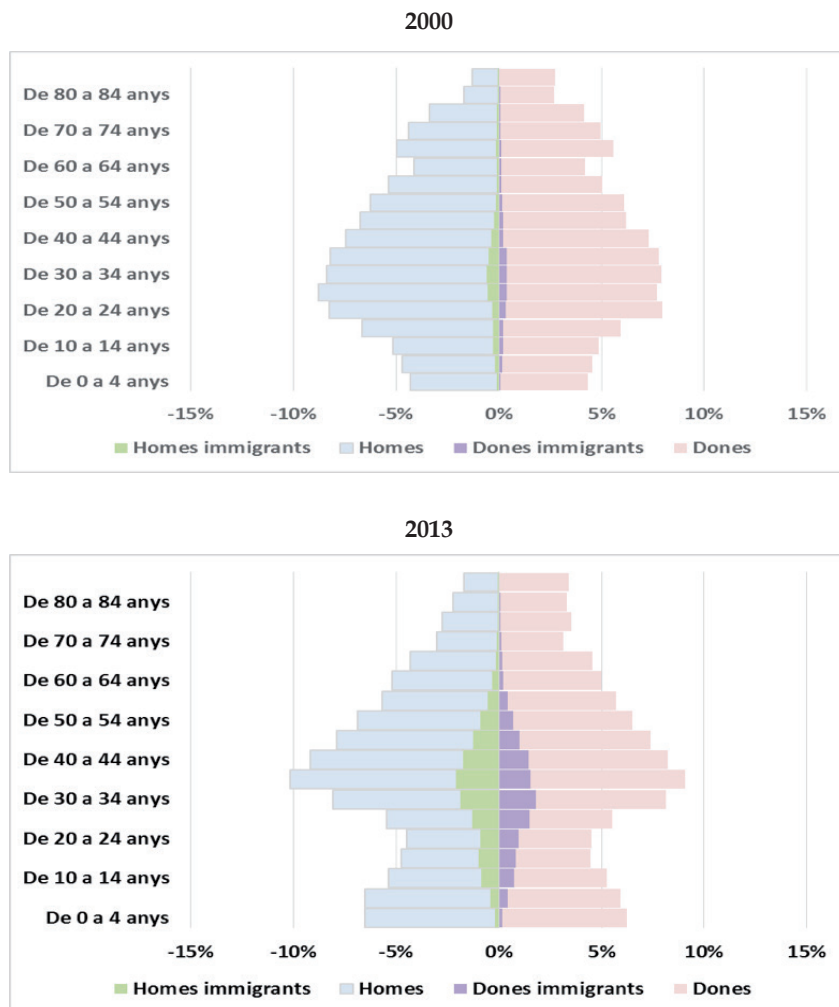 2000
De 80 a 84 anys
De 70 a 74 anys
De 60 a 64 anys
De 50 a 54 anys
De 40 a 44 anys
De 30 a 34 anys
De 20 a 24 anys
De 10 a 14 anys
De 0 a 4 anys
-15% -10% -5% 0% 5% 10% 15%
Homes immigrants Homes Dones immigrants Dones
2013
De 80 a 84 anys
De 70 a 74 anys
De 60 a 64 anys
De 50 a 54 anys
De 40 a 44 anys
De 30 a 34 anys
De 20 a 24 anys
De 10 a 14 anys
De 0 a 4 anys
-15% -10% -5% 0% 5% 10% 15%
Homes immigrants Homes Dones immigrants Dones